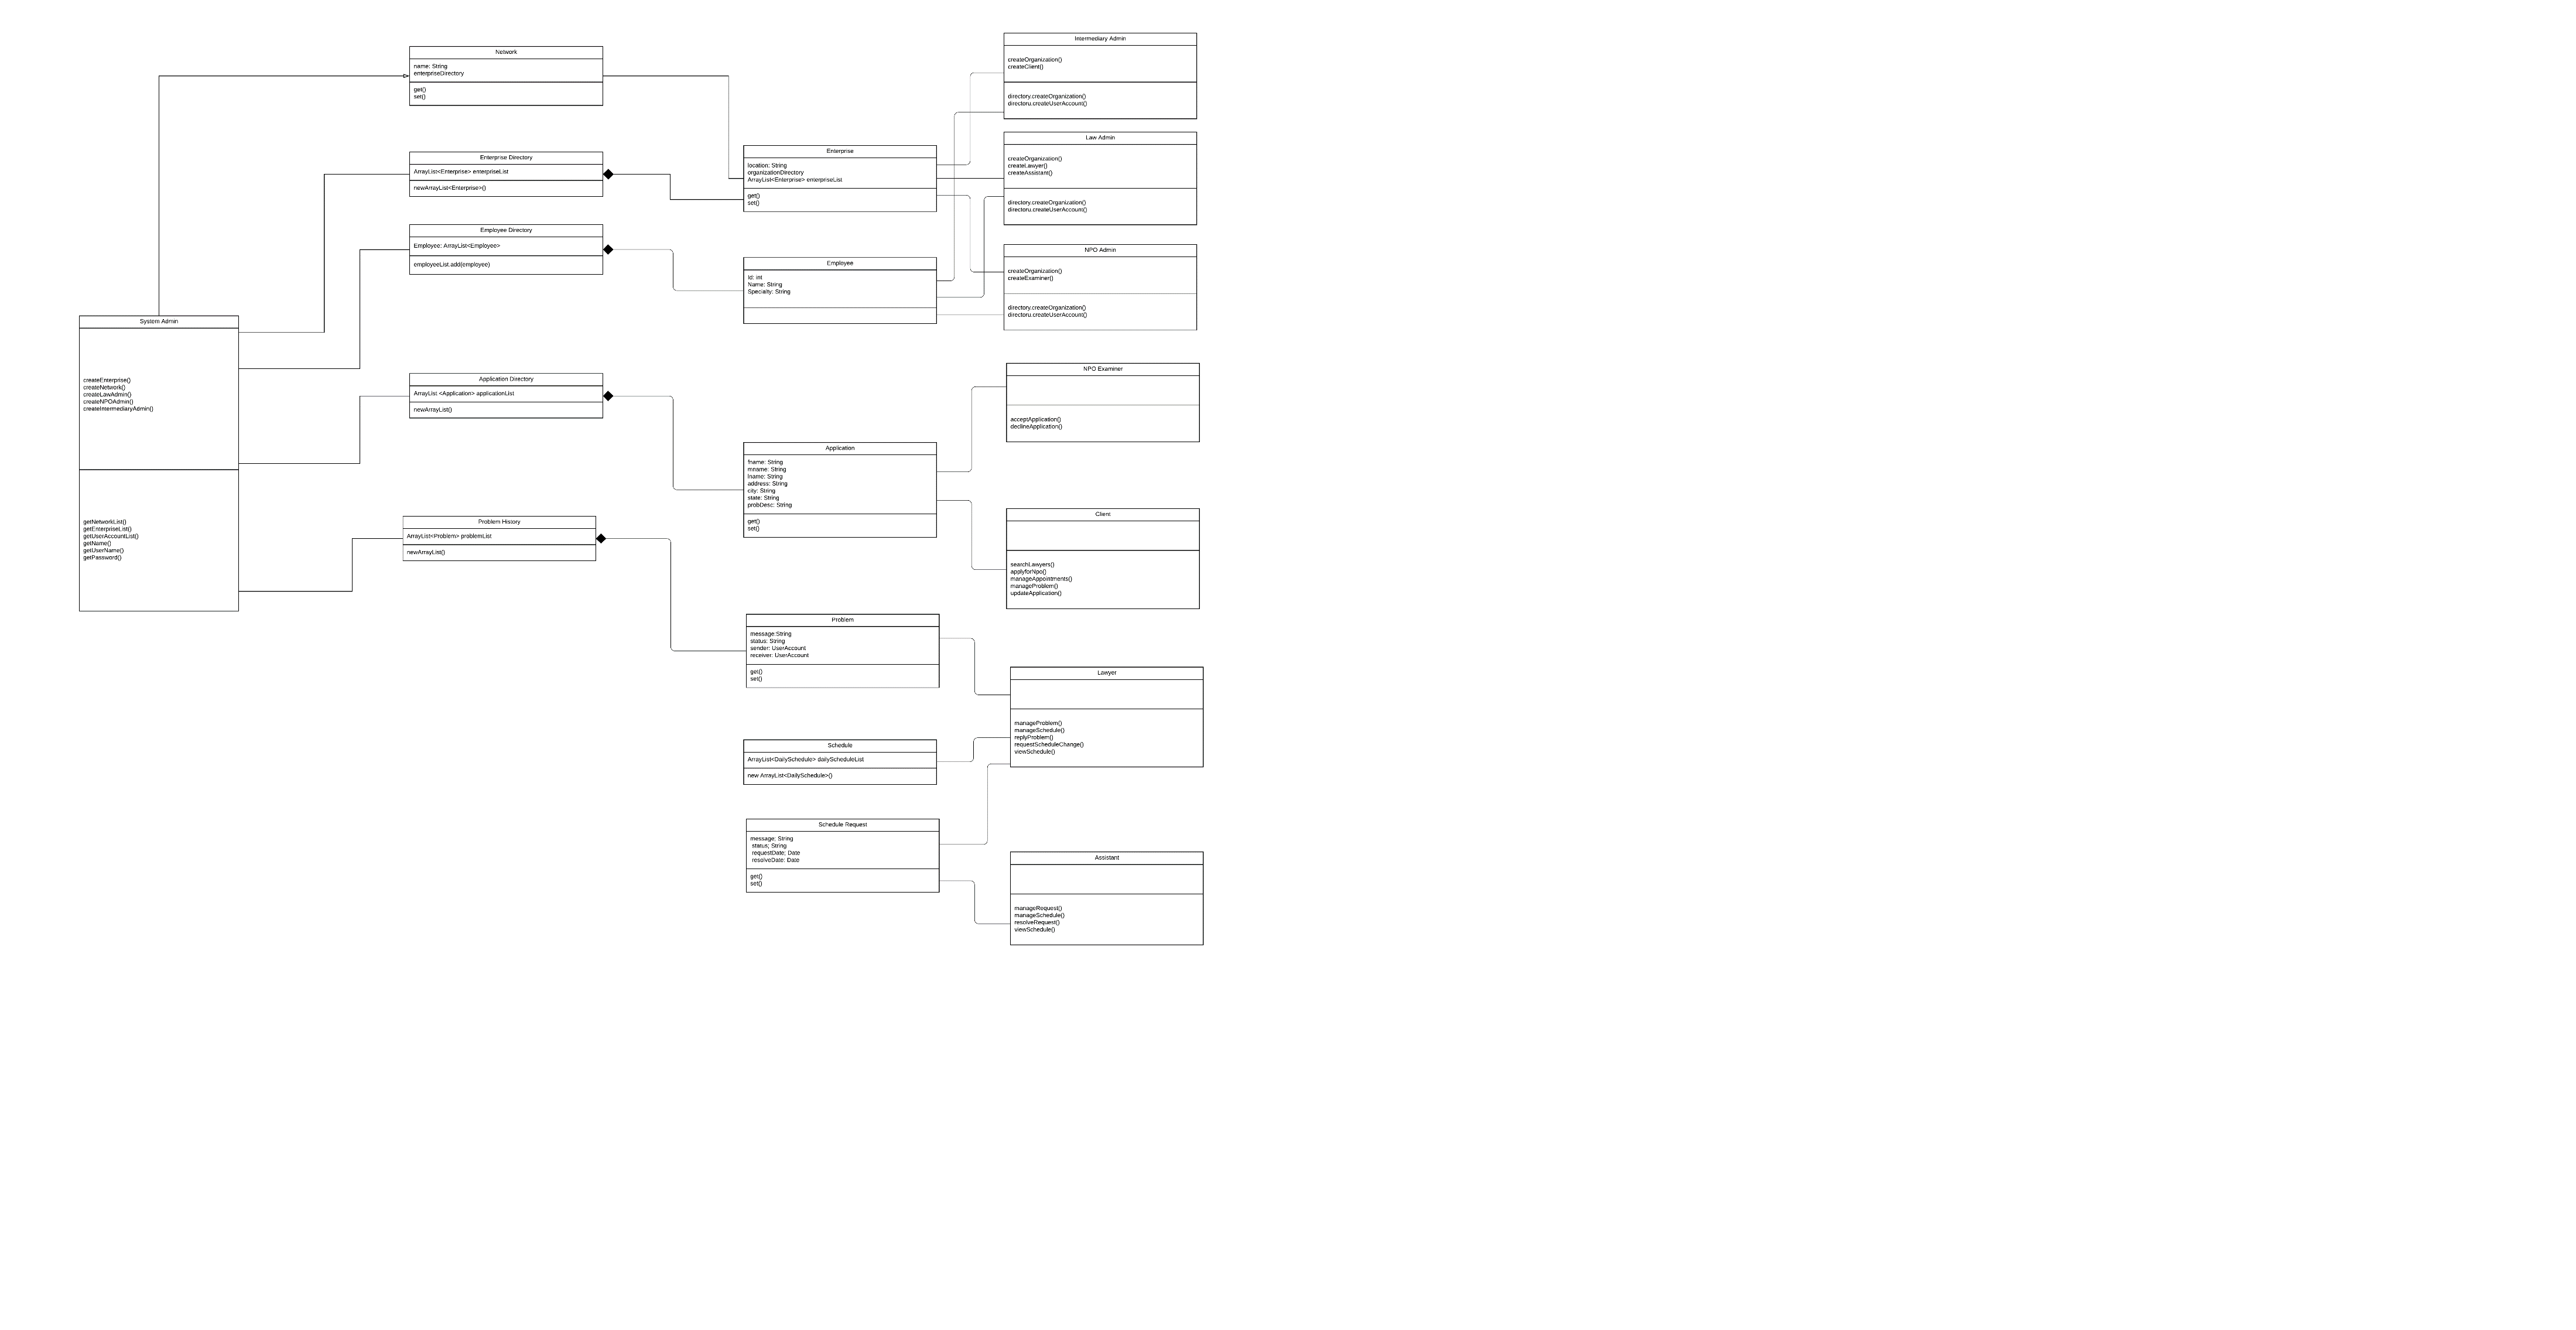 System Admin
createEnterprise()
createNetwork()
createLawAdmin()
createNPOAdmin()
createIntermediaryAdmin()
getNetworkList()
getEnterpriseList()
getUserAccountList()
getName()
getUserName()
getPassword()
Network
name: String
enterpriseDirectory
get()
set()
Enterprise Directory
ArrayList<Enterprise> enterpriseList
newArrayList<Enterprise>()
Employee Directory
Employee: ArrayList<Employee>
employeeList.add(employee)
Application Directory
ArrayList <Application> applicationList
newArrayList()
Problem History
ArrayList<Problem> problemList
newArrayList()
Enterprise
location: String
organizationDirectory
ArrayList<Enterprise> enterpriseList
get()
set()
Employee
Id: int
Name: String
Specialty: String
Application
fname: String
mname: String
lname: String
address: String
city: String
state: String
probDesc: String
get()
set()
Problem
message:String
status: String
sender: UserAccount
receiver: UserAccount
get()
set()
Schedule
ArrayList<DailySchedule> dailyScheduleList
new ArrayList<DailySchedule>()
Schedule Request
message: String
status; String
requestDate; Date
resolveDate: Date
get()
set()
Intermediary Admin
createOrganization()
createClient()
directory.createOrganization()
directoru.createUserAccount()
Law Admin
createOrganization()
createLawyer()
createAssistant()
directory.createOrganization()
directoru.createUserAccount()
NPO Admin
createOrganization()
createExaminer()
directory.createOrganization()
directoru.createUserAccount()
NPO Examiner
acceptApplication()
declineApplication()
Client
searchLawyers()
applyforNpo()
manageAppointments()
manageProblem()
updateApplication()
Lawyer
manageProblem()
manageSchedule()
replyProblem()
requestScheduleChange()
viewSchedule()
Assistant
manageRequest()
manageSchedule()
resolveRequest()
viewSchedule()